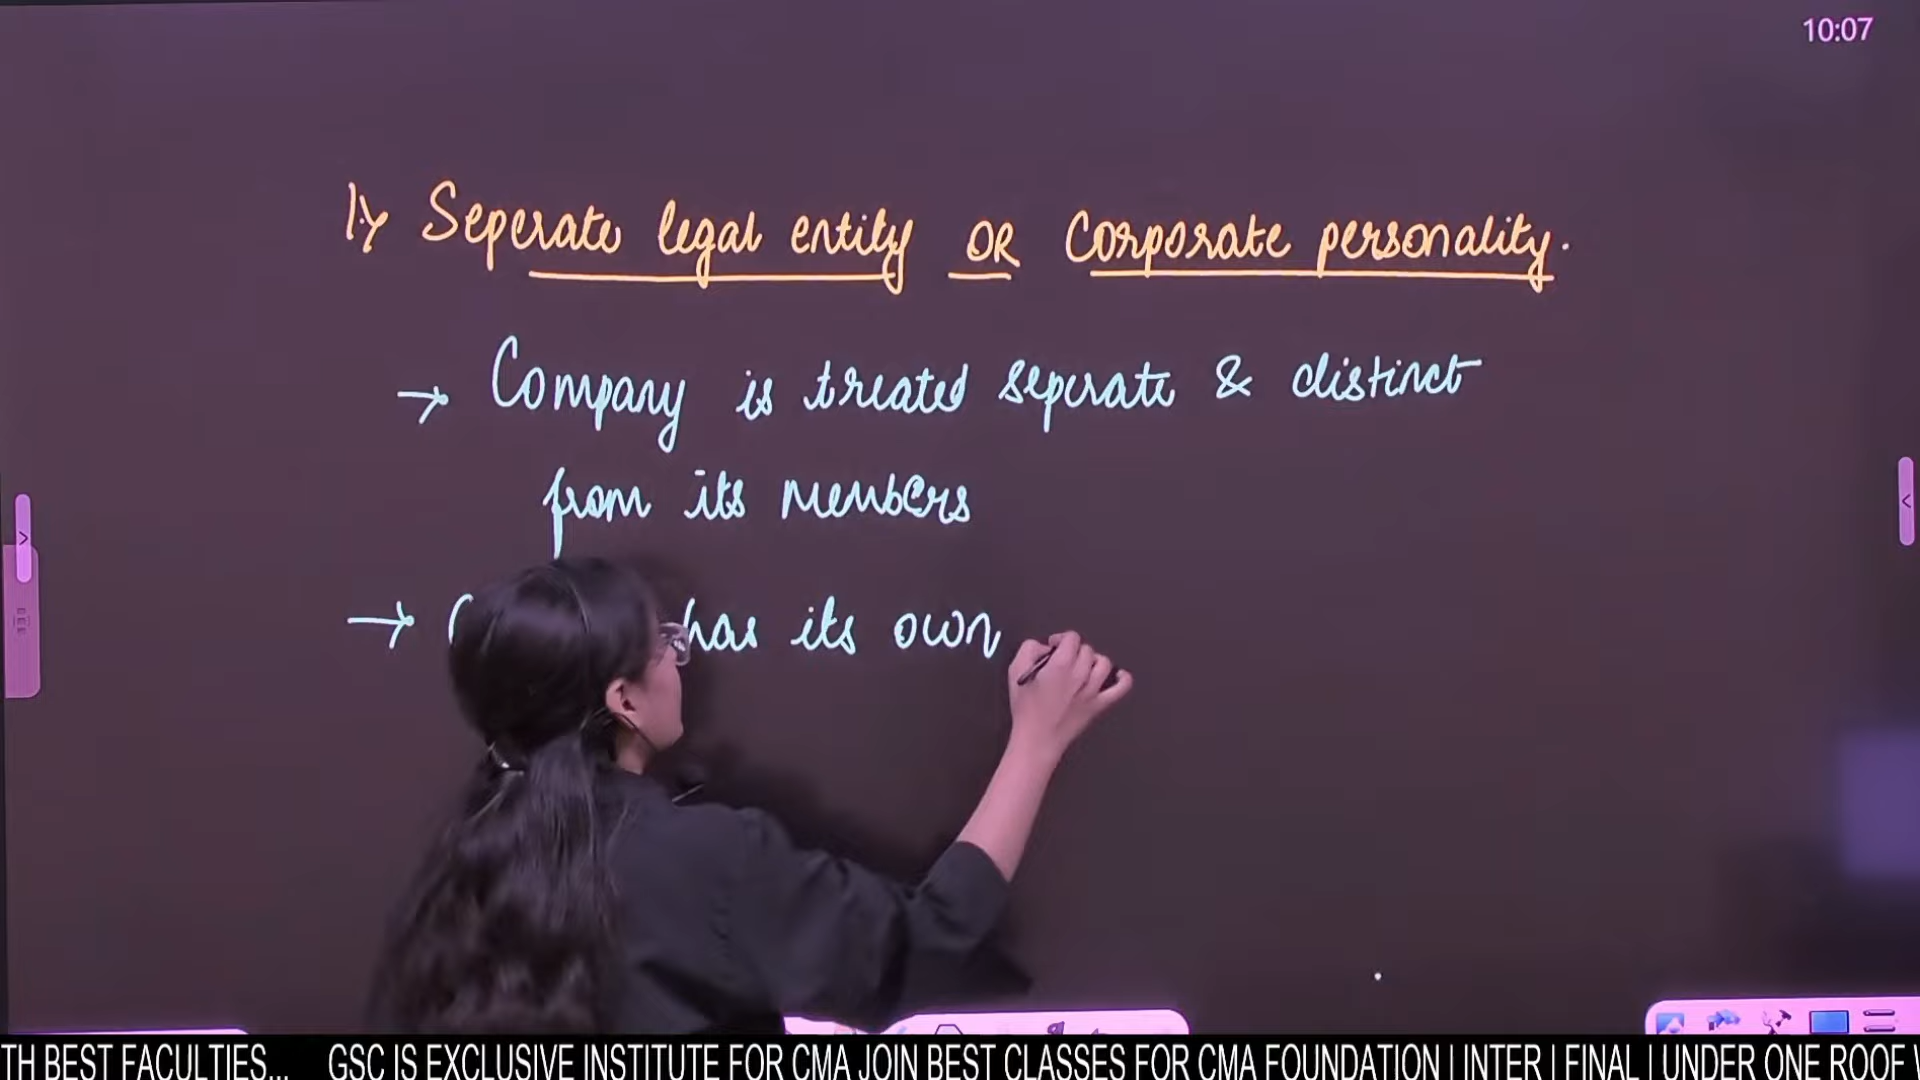 10:07
1) Seperate legal entity OR Corporate personality.
→ Company is treated seperate & distinct
from its members
→ has its own
TH BEST FACULTIES... GSC IS EXCLUSIVE INSTITUTE FOR CMA JOIN BEST CLASSES FOR CMA FOUNDATION | INTER | FINAL | UNDER ONE ROOF